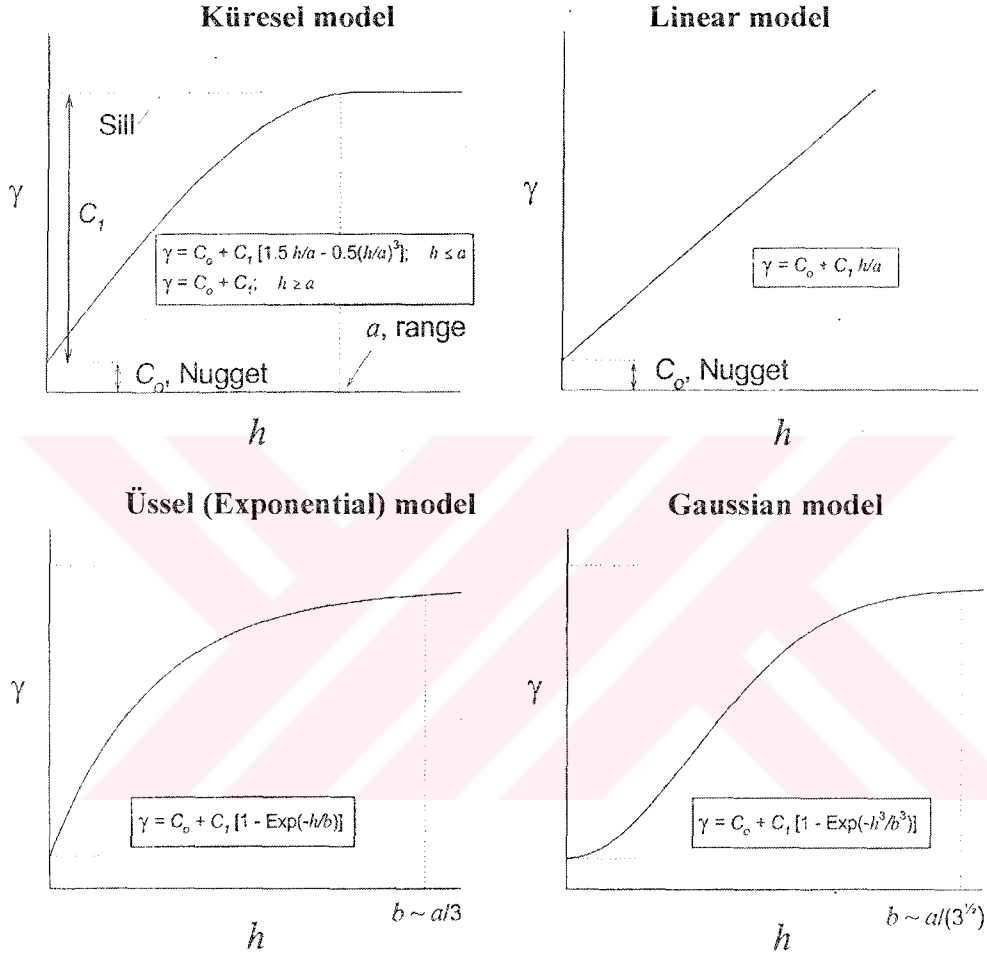 Küresel model
Sill
γ
C₁
γ = Cₒ + C₁ [1.5 h/a - 0.5(h/a)³]; h ≤ a
γ = Cₒ + C₁; h ≥ a
a, range
Cₒ, Nugget
h
Linear model
γ
γ = Cₒ + C₁ h/a
Cₒ, Nugget
h
Üssel (Exponential) model
γ
γ = Cₒ + C₁ [1 - Exp(-h/b)]
b ~ a/3
h
Gaussian model
γ
γ = Cₒ + C₁ [1 - Exp(-h³/b³)]
b ~ a/(3^½)
h